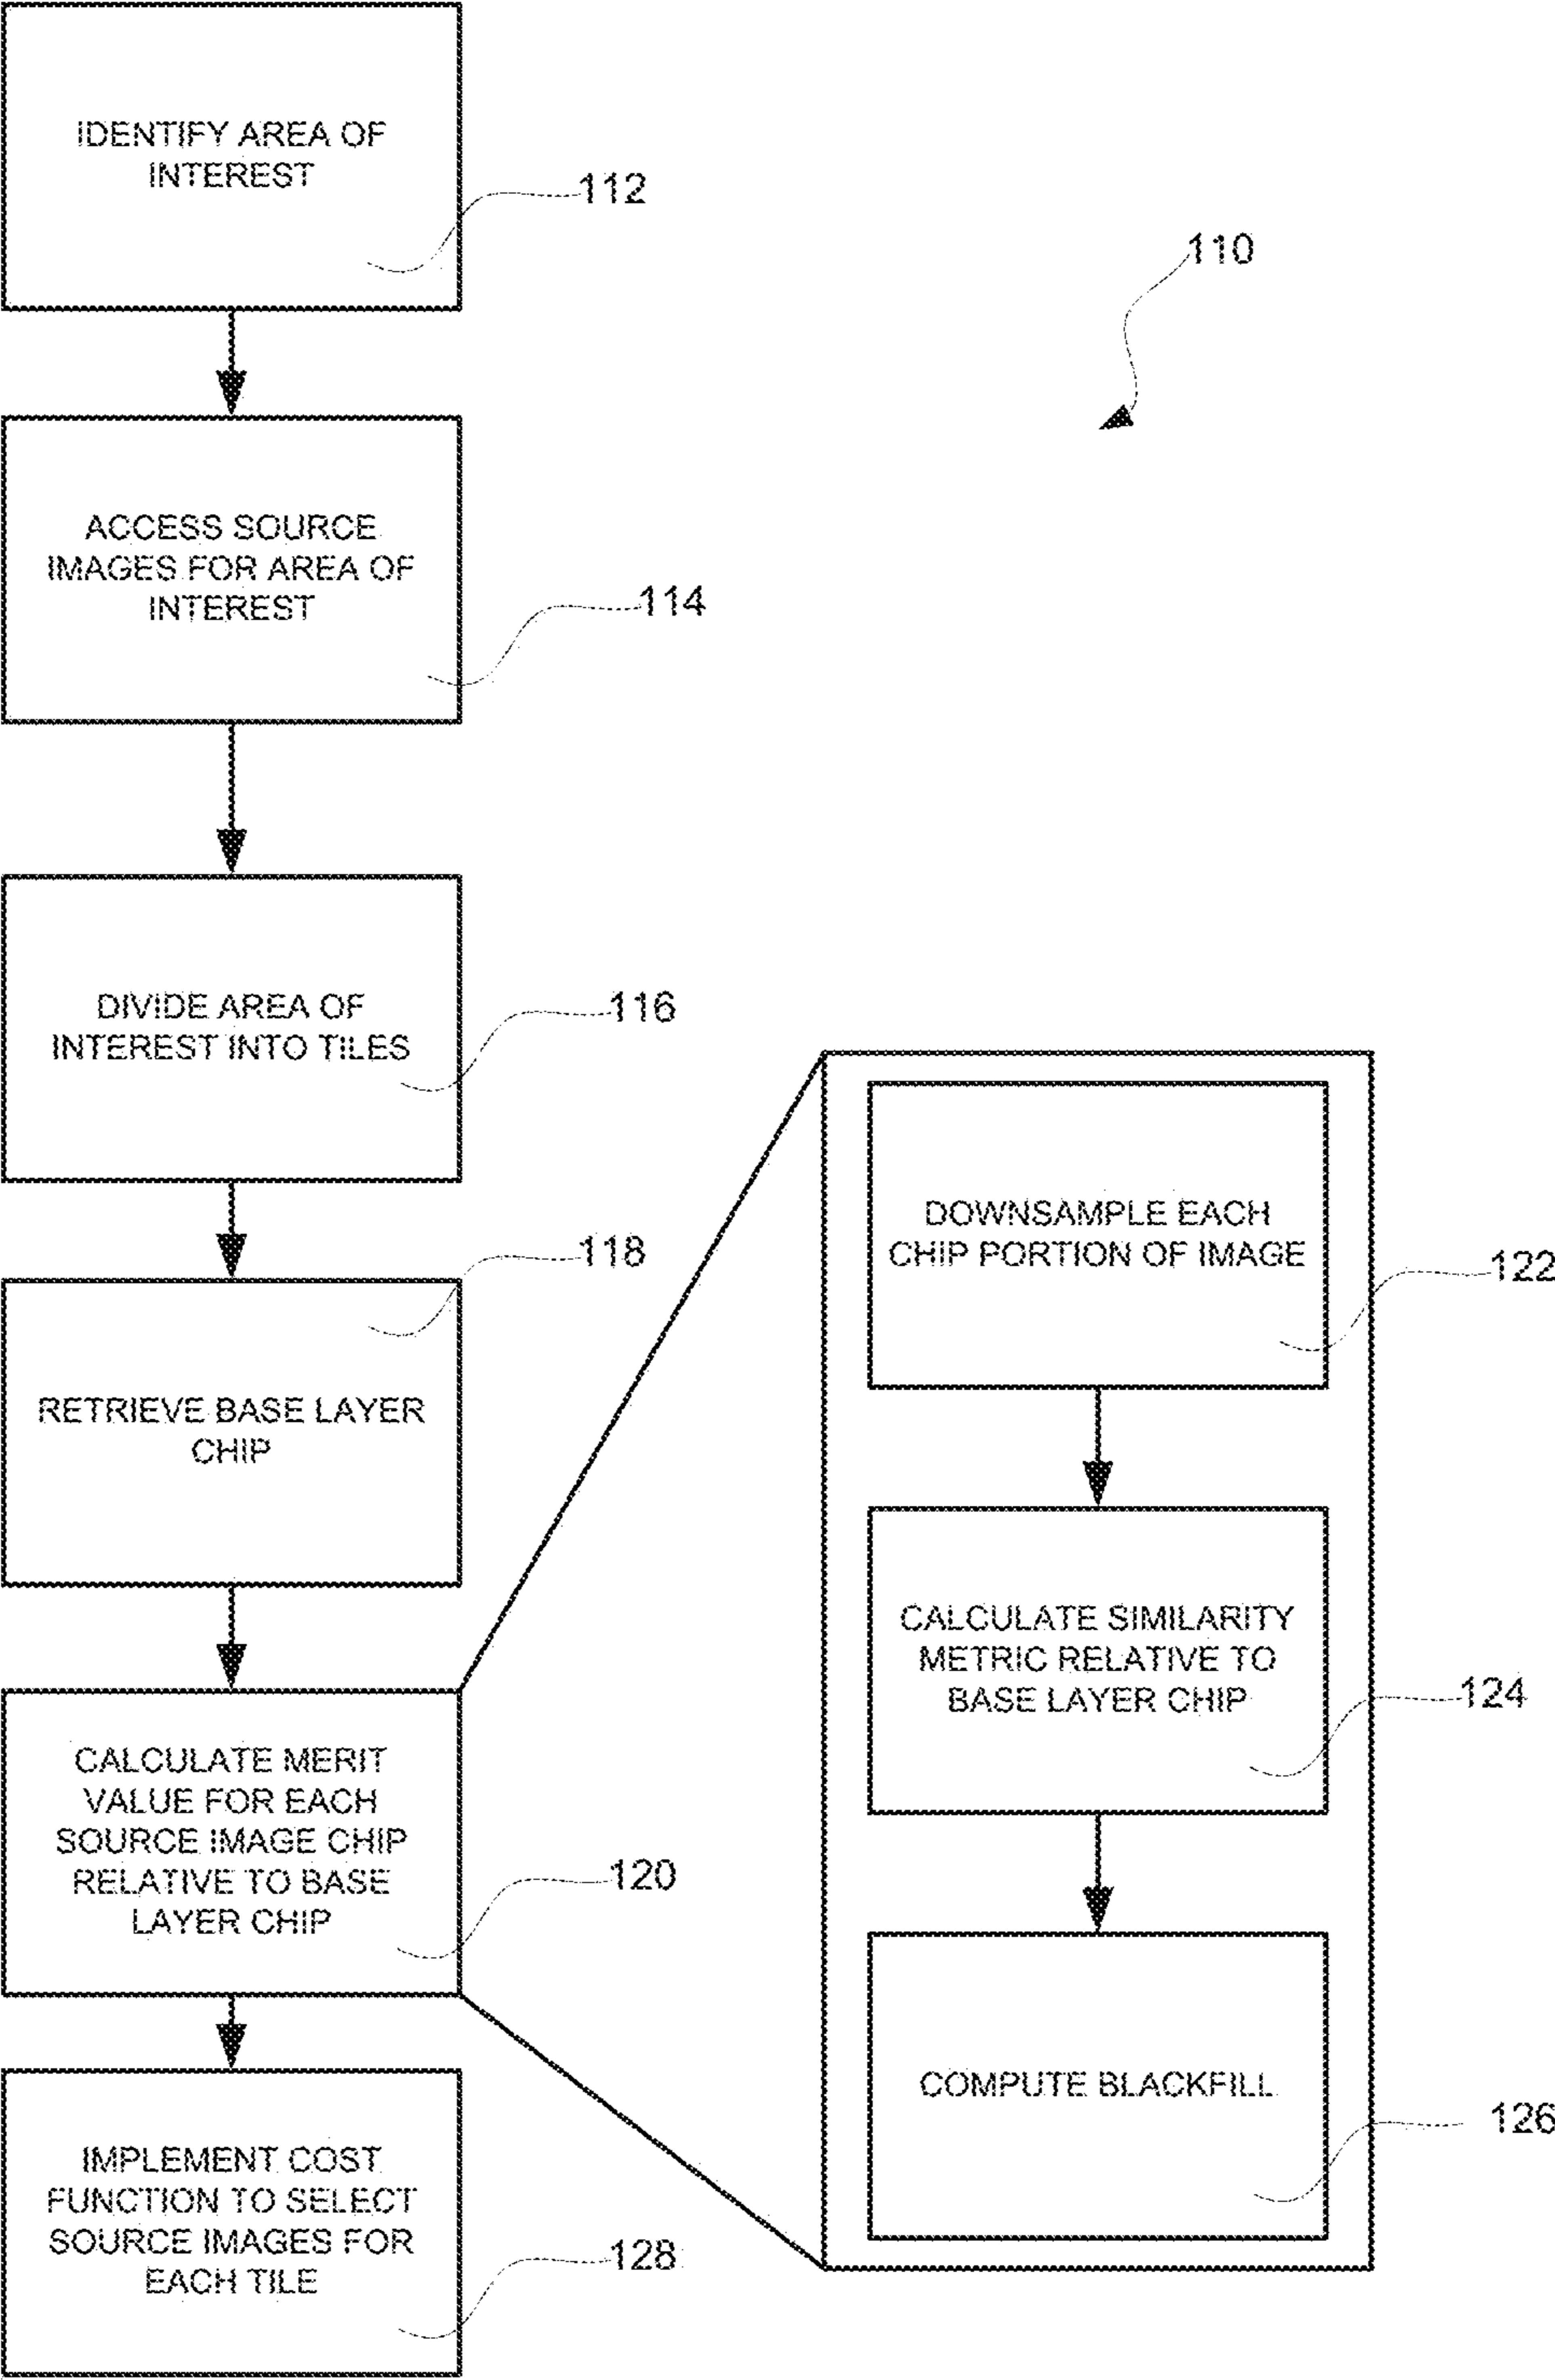 IDENTIFY AREA OF
INTEREST
112
110
ACCESS SOURCE
IMAGES FOR AREA OF
INTEREST
114
DIVIDE AREA OF
INTEREST INTO TILES
116
118
RETRIEVE BASE LAYER
CHIP
CALCULATE MERIT
VALUE FOR EACH
SOURCE IMAGE CHIP
RELATIVE TO BASE
LAYER CHIP
120
DOWNSAMPLE EACH
CHIP PORTION OF IMAGE
122
CALCULATE SIMILARITY
METRIC RELATIVE TO
BASE LAYER CHIP
124
COMPUTE BLACKFILL
126
IMPLEMENT COST
FUNCTION TO SELECT
SOURCE IMAGES FOR
EACH TILE
128